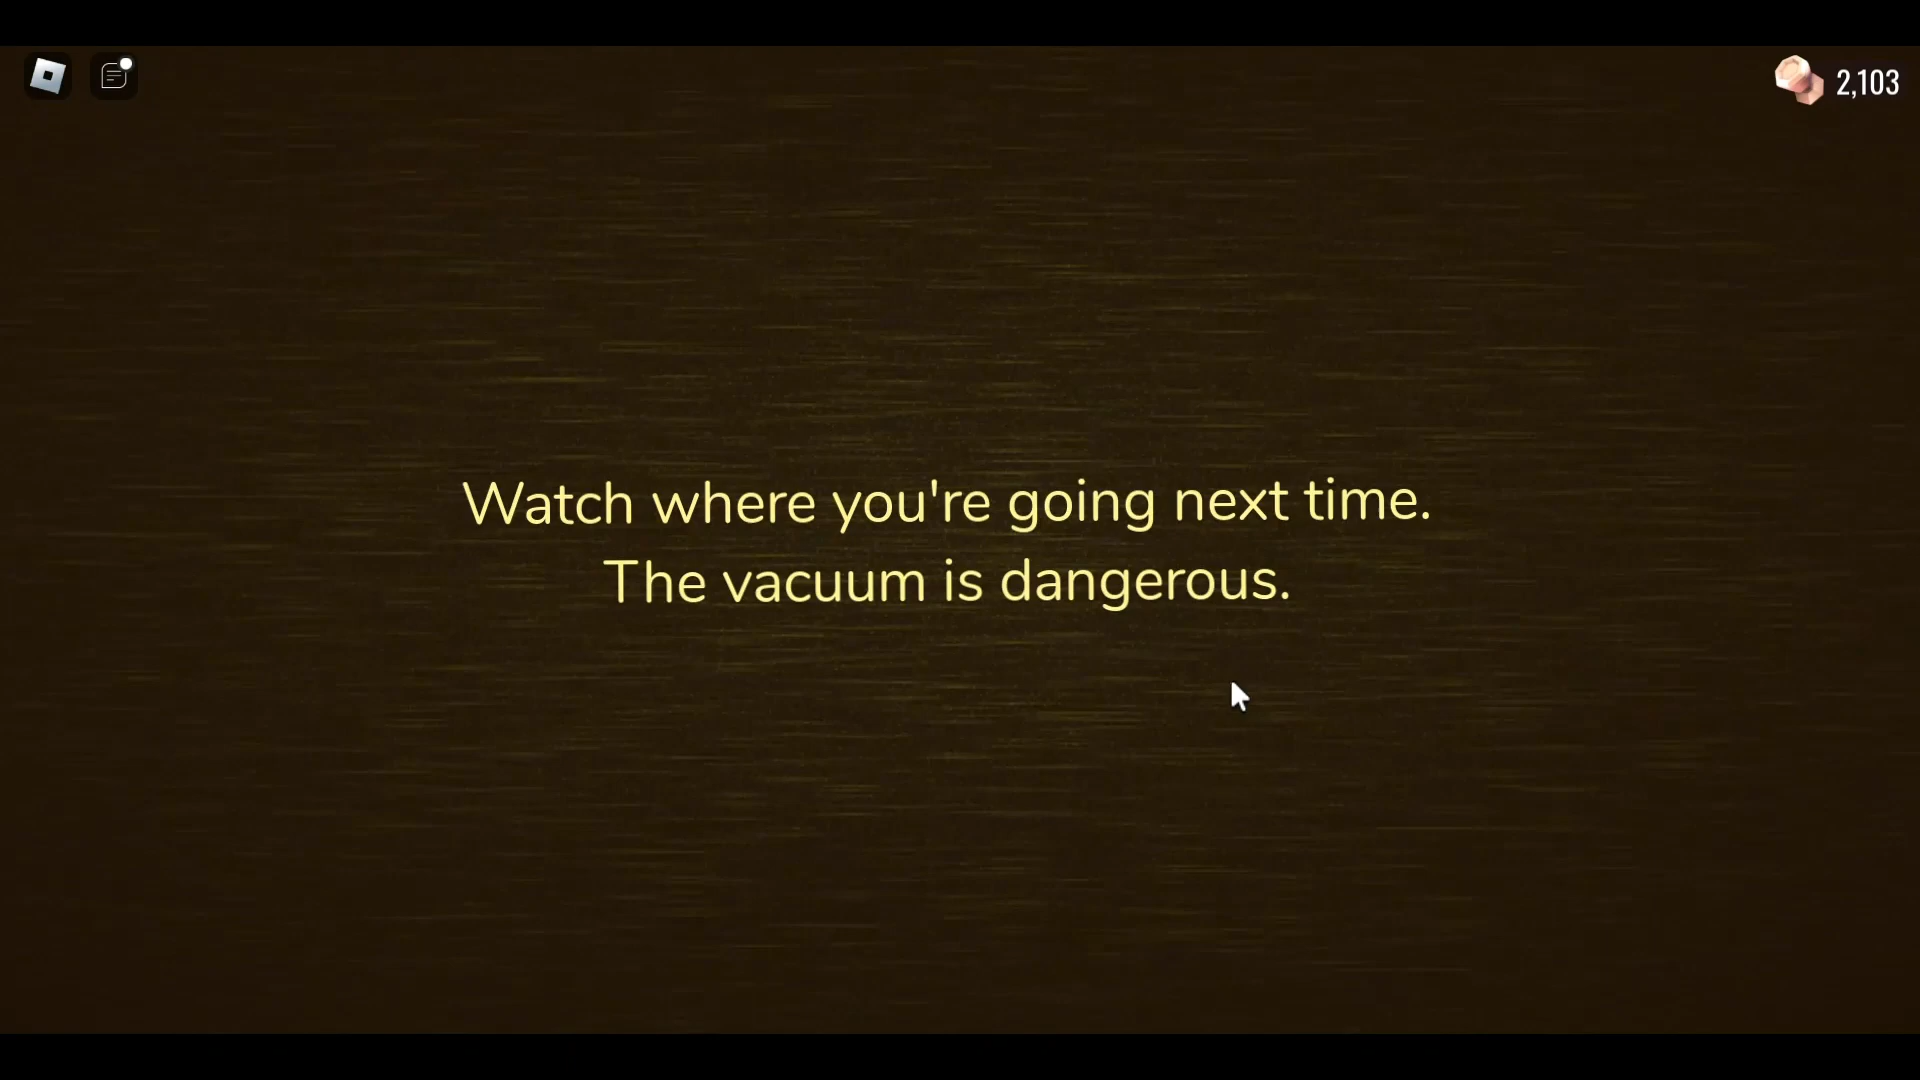 2,103
Watch where you're going next time.
The vacuum is dangerous.